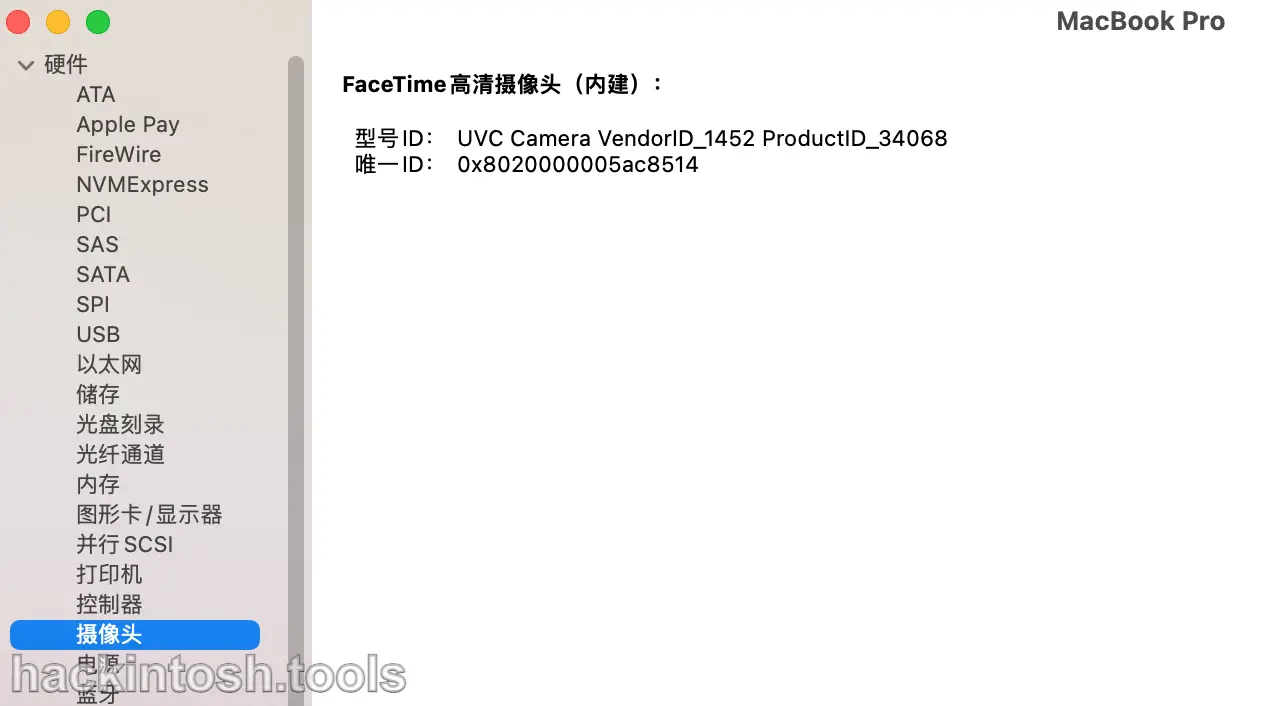 MacBook Pro
硬件
ATA
Apple Pay
FireWire
NVMExpress
PCI
SAS
SATA
SPI
USB
以太网
储存
光盘刻录
光纤通道
内存
图形卡/显示器
并行SCSI
打印机
控制器
摄像头
电源
蓝牙
FaceTime高清摄像头（内建）：
型号ID： UVC Camera VendorID_1452 ProductID_34068
唯一ID： 0x8020000005ac8514
hackintosh.tools